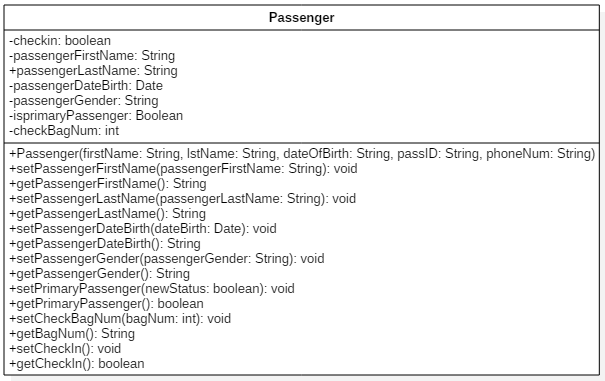 Passenger
-checkin: boolean
-passengerFirstName: String
+passengerLastName: String
-passengerDateBirth: Date
-passengerGender: String
-isprimaryPassenger: Boolean
-checkBagNum: int
+Passenger(firstName: String, lstName: String, dateOfBirth: String, passID: String, phoneNum: String)
+setPassengerFirstName(passengerFirstName: String): void
+getPassengerFirstName(): String
+setPassengerLastName(passengerLastName: String): void
+getPassengerLastName(): String
+setPassengerDateBirth(dateBirth: Date): void
+getPassengerDateBirth(): String
+setPassengerGender(passengerGender: String): void
+getPassengerGender(): String
+setPrimaryPassenger(newStatus: boolean): void
+getPrimaryPassenger(): boolean
+setCheckBagNum(bagNum: int): void
+getBagNum(): String
+setCheckIn(): void
+getCheckIn(): boolean